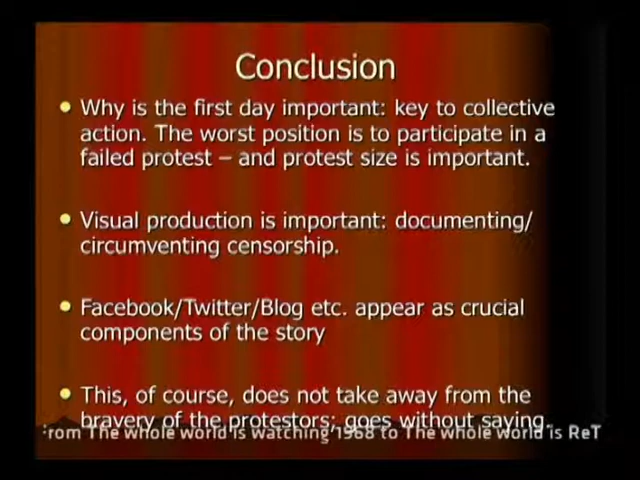 Conclusion
Why is the first day important: key to collective
action. The worst position is to participate in a
failed protest – and protest size is important.
Visual production is important: documenting/
circumventing censorship.
Facebook/Twitter/Blog etc. appear as crucial
components of the story
This, of course, does not take away from the
bravery of the protestors; goes without saying.
rom The whole world is watching 1968 to The whole world is ReT